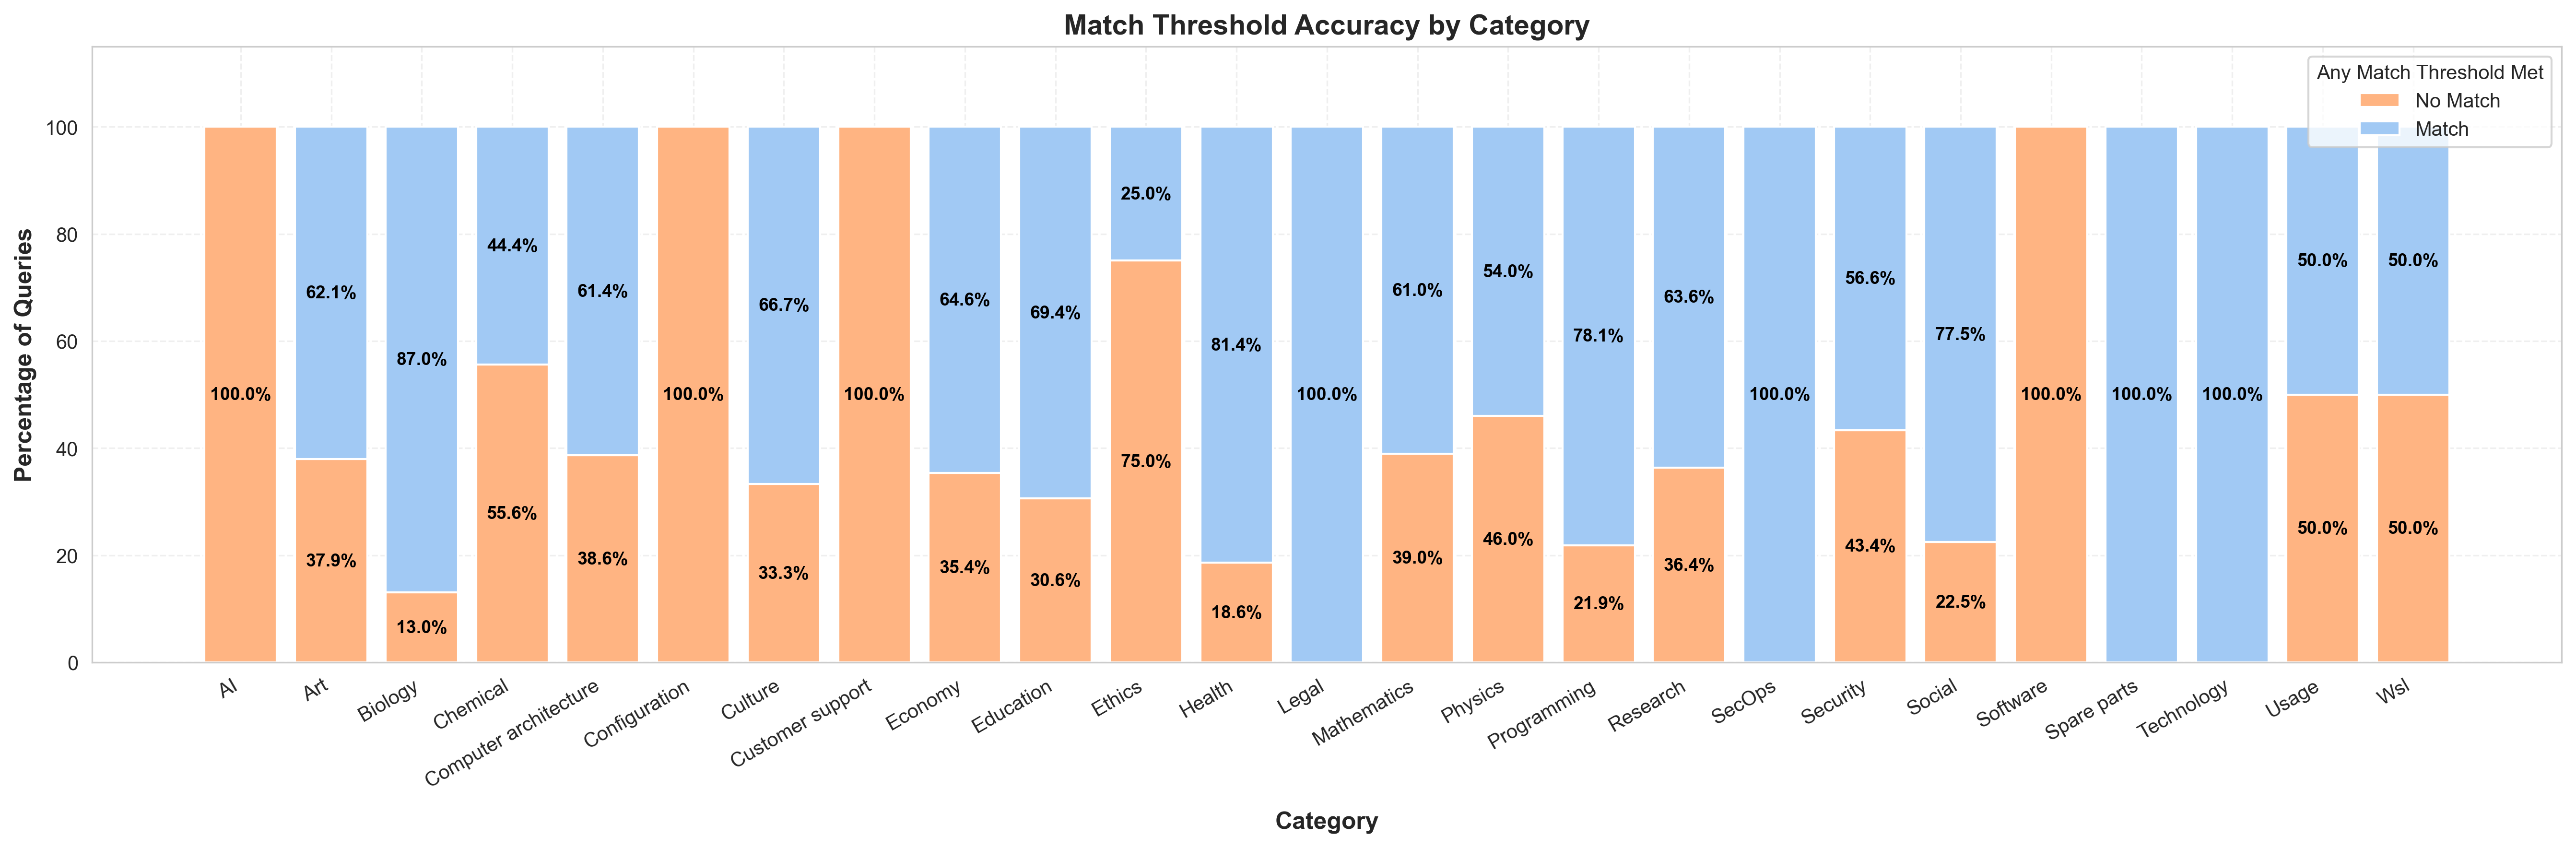 Match Threshold Accuracy by Category
Any Match Threshold Met
No Match
Match
Percentage of Queries
100
80
60
40
20
0
100.0%
62.1%
37.9%
87.0%
13.0%
44.4%
55.6%
61.4%
38.6%
100.0%
66.7%
33.3%
100.0%
64.6%
35.4%
69.4%
30.6%
25.0%
75.0%
81.4%
18.6%
100.0%
61.0%
39.0%
54.0%
46.0%
78.1%
21.9%
63.6%
36.4%
100.0%
56.6%
43.4%
77.5%
22.5%
100.0%
100.0%
100.0%
50.0%
50.0%
50.0%
50.0%
AI
Art
Biology
Chemical
Computer architecture
Configuration
Culture
Customer support
Economy
Education
Ethics
Health
Legal
Mathematics
Physics
Programming
Research
SecOps
Security
Social
Software
Spare parts
Technology
Usage
Wsl
Category